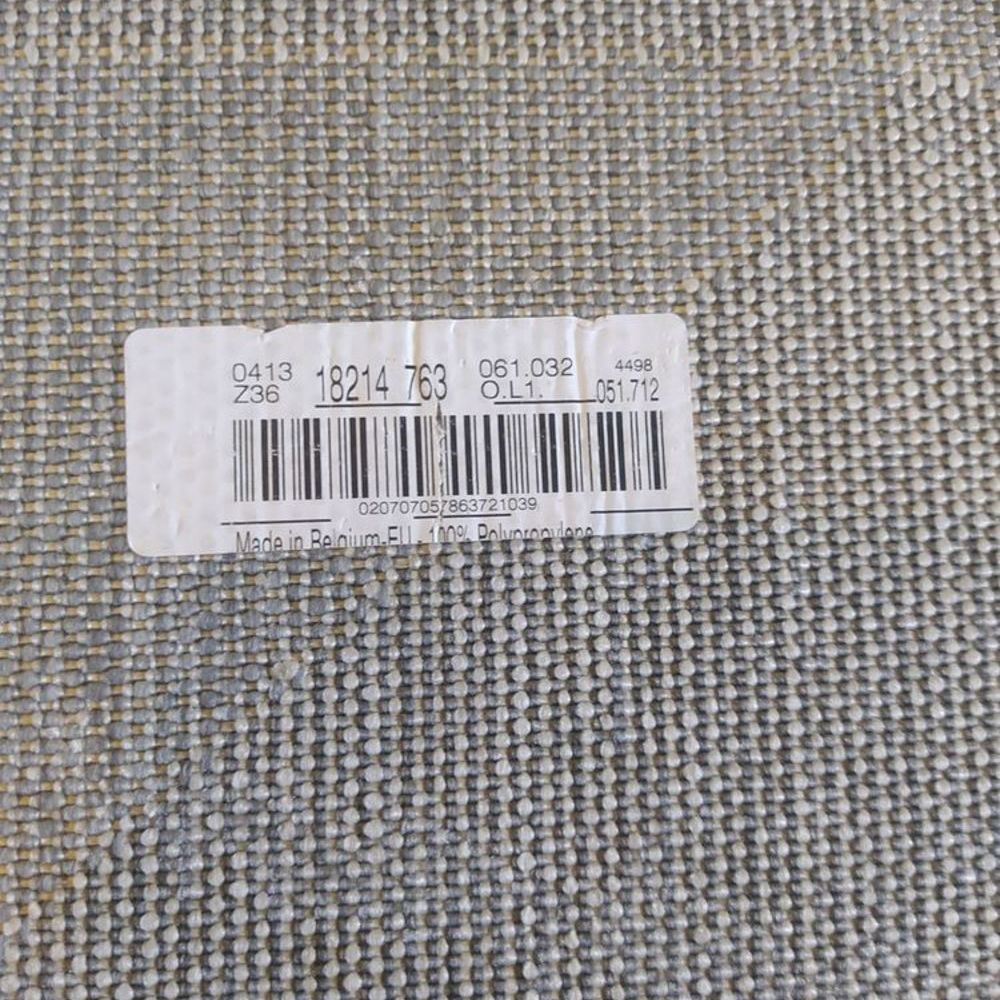 0413 18214 763 061.032 4498
Z36 O.L1. 051.712
020707057863721039
Made in Belgium-EU - 100% Polypropylene